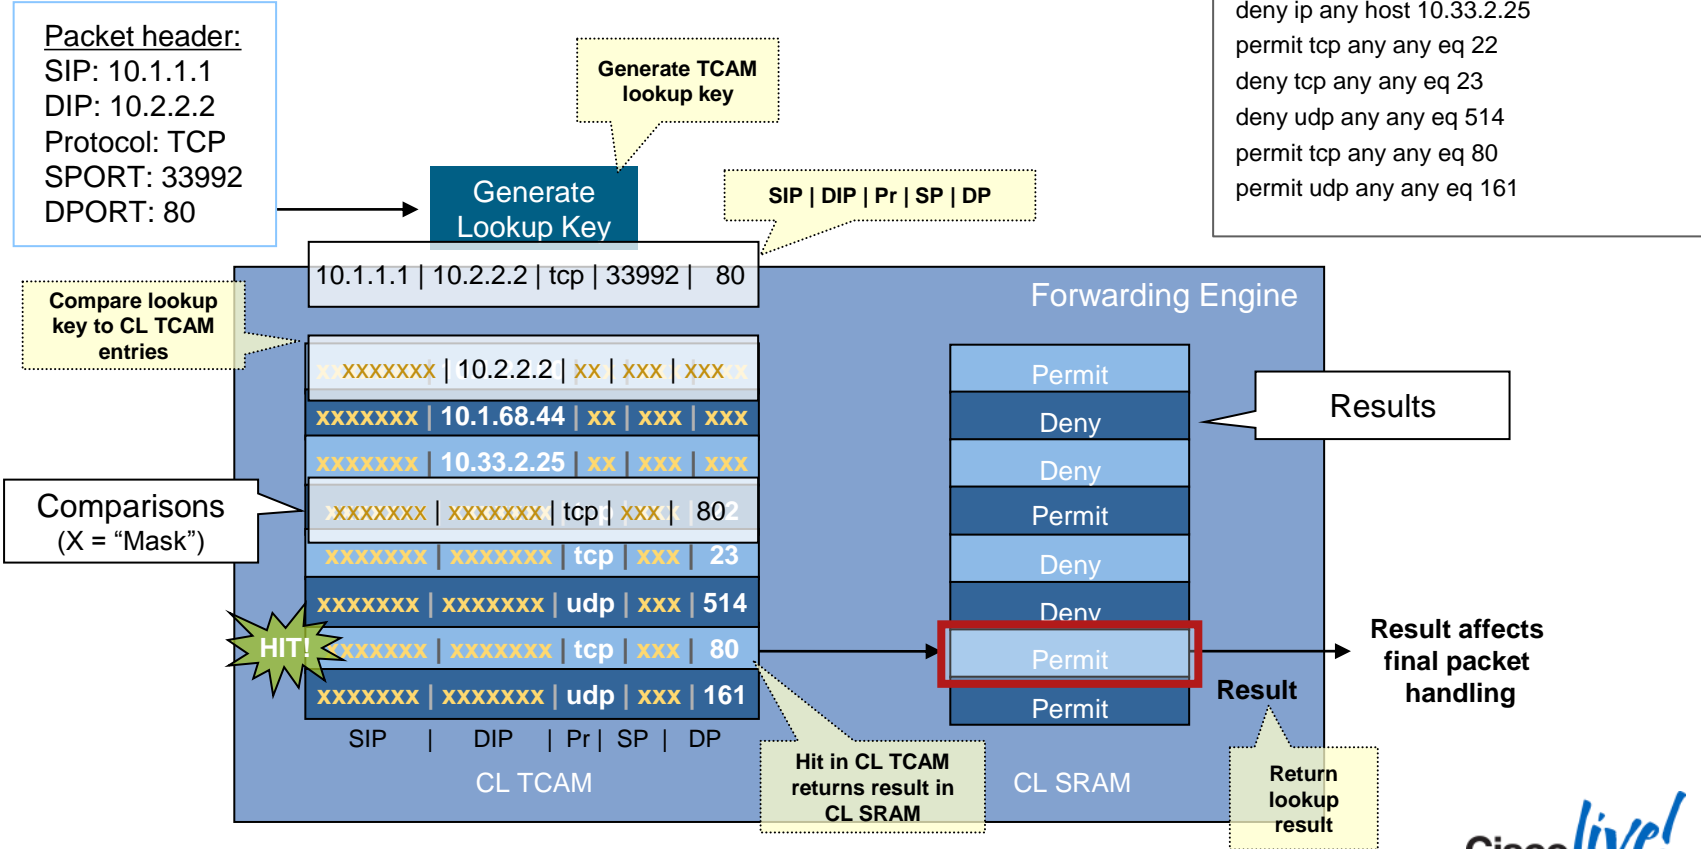 Packet header:
SIP: 10.1.1.1
DIP: 10.2.2.2
Protocol: TCP
SPORT: 33992
DPORT: 80
Generate TCAM
lookup key
deny ip any host 10.33.2.25
permit tcp any any eq 22
deny tcp any any eq 23
deny udp any any eq 514
permit tcp any any eq 80
permit udp any any eq 161
Generate
Lookup Key
SIP | DIP | Pr | SP | DP
10.1.1.1 | 10.2.2.2 | tcp | 33992 | 80
Forwarding Engine
Compare lookup
key to CL TCAM
entries
xxxxxxx | 10.2.2.2 | xx | xxx | xxx
xxxxxxx | 10.1.68.44 | xx | xxx | xxx
xxxxxxx | 10.33.2.25 | xx | xxx | xxx
xxxxxxx | xxxxxxx | tcp | xxx | 80
xxxxxxx | xxxxxxx | tcp | xxx | 23
xxxxxxx | xxxxxxx | udp | xxx | 514
xxxxxxx | xxxxxxx | tcp | xxx | 80
xxxxxxx | xxxxxxx | udp | xxx | 161
SIP | DIP | Pr | SP | DP
CL TCAM
Comparisons
(X = “Mask”)
HIT!
Permit
Deny
Deny
Permit
Deny
Deny
Permit
Permit
CL SRAM
Results
Result
Result affects
final packet
handling
Hit in CL TCAM
returns result in
CL SRAM
Return
lookup
result
Cisco live!